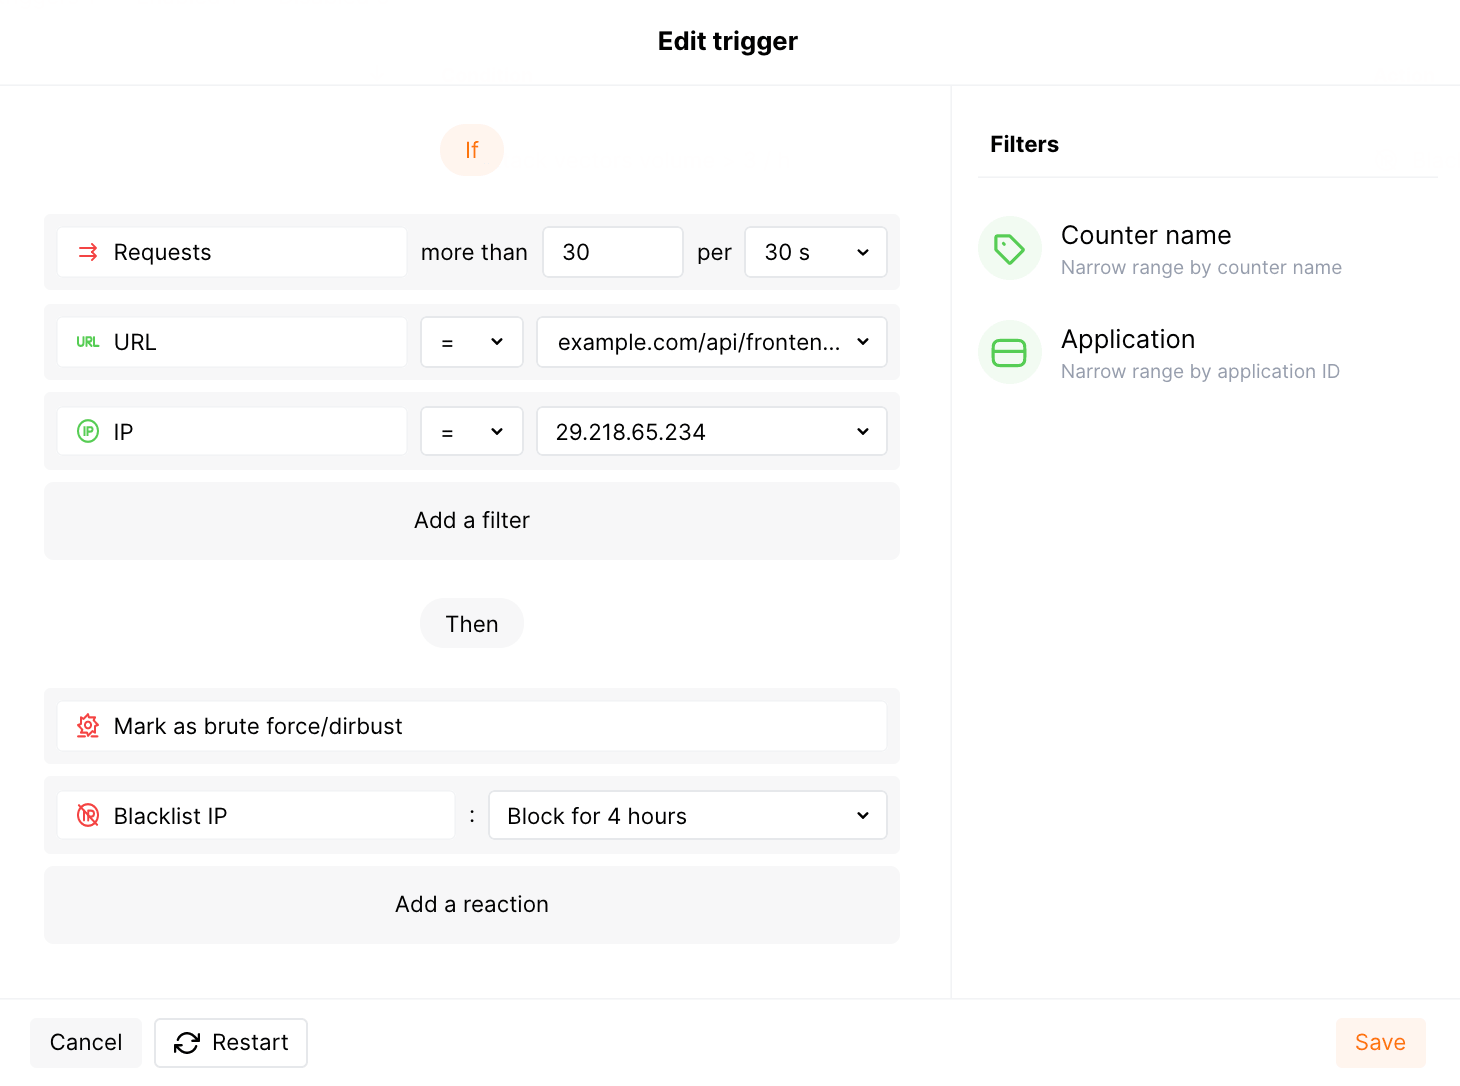 Edit trigger
If
Requests more than 30 per 30 s
URL URL = example.com/api/fronten...
IP IP = 29.218.65.234
Add a filter
Then
Mark as brute force/dirbust
IP Blacklist IP : Block for 4 hours
Add a reaction
Filters
Counter name
Narrow range by counter name
Application
Narrow range by application ID
Cancel Restart Save